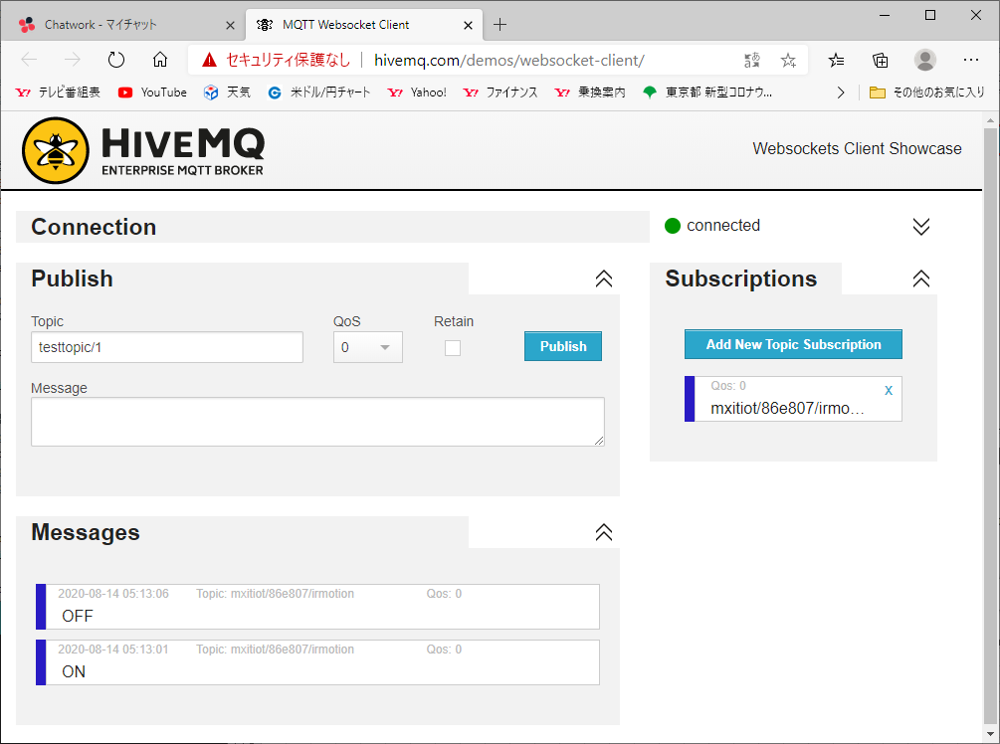 Chatwork - マイチャット
MQTT Websocket Client
セキュリティ保護なし
hivemq.com/demos/websocket-client/
テレビ番組表
YouTube
天気
米ドル/円チャート
Yahoo!
ファイナンス
乗換案内
東京都 新型コロナウ...
その他のお気に入り
HIVEMQ
ENTERPRISE MQTT BROKER
Websockets Client Showcase
Connection
connected
Publish
Subscriptions
Topic
QoS
Retain
testtopic/1
0
Publish
Add New Topic Subscription
Message
Qos: 0
x
mxitiot/86e807/irmo...
Messages
2020-08-14 05:13:06 Topic: mxitiot/86e807/irmotion Qos: 0
OFF
2020-08-14 05:13:01 Topic: mxitiot/86e807/irmotion Qos: 0
ON